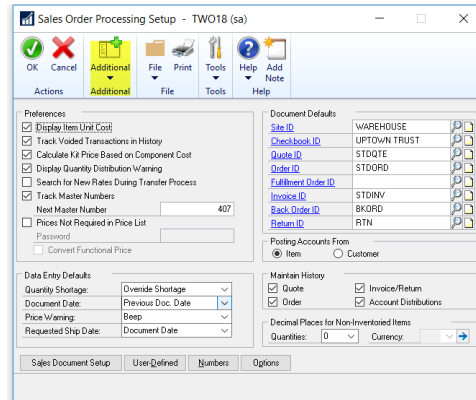 Sales Order Processing Setup - TWO18 (sa)
OK Cancel Additional File Print Tools Help Add Note
Actions Additional File Tools Help
Preferences
Display Item Unit Cost
Track Voided Transactions in History
Calculate Kit Price Based on Component Cost
Display Quantity Distribution Warning
Search for New Rates During Transfer Process
Track Master Numbers
Next Master Number 407
Prices Not Required in Price List
Password
Convert Functional Price
Document Defaults
Site ID WAREHOUSE
Checkbook ID UPTOWN TRUST
Quote ID STDQTE
Order ID STDORD
Fulfillment Order ID
Invoice ID STDINV
Back Order ID BKORD
Return ID RTN
Posting Accounts From
Item Customer
Data Entry Defaults
Quantity Shortage: Override Shortage
Document Date: Previous Doc. Date
Price Warning: Beep
Requested Ship Date: Document Date
Maintain History
Quote Invoice/Return
Order Account Distributions
Decimal Places for Non-Inventoried Items
Quantities: 0 Currency:
Sales Document Setup User-Defined Numbers Options